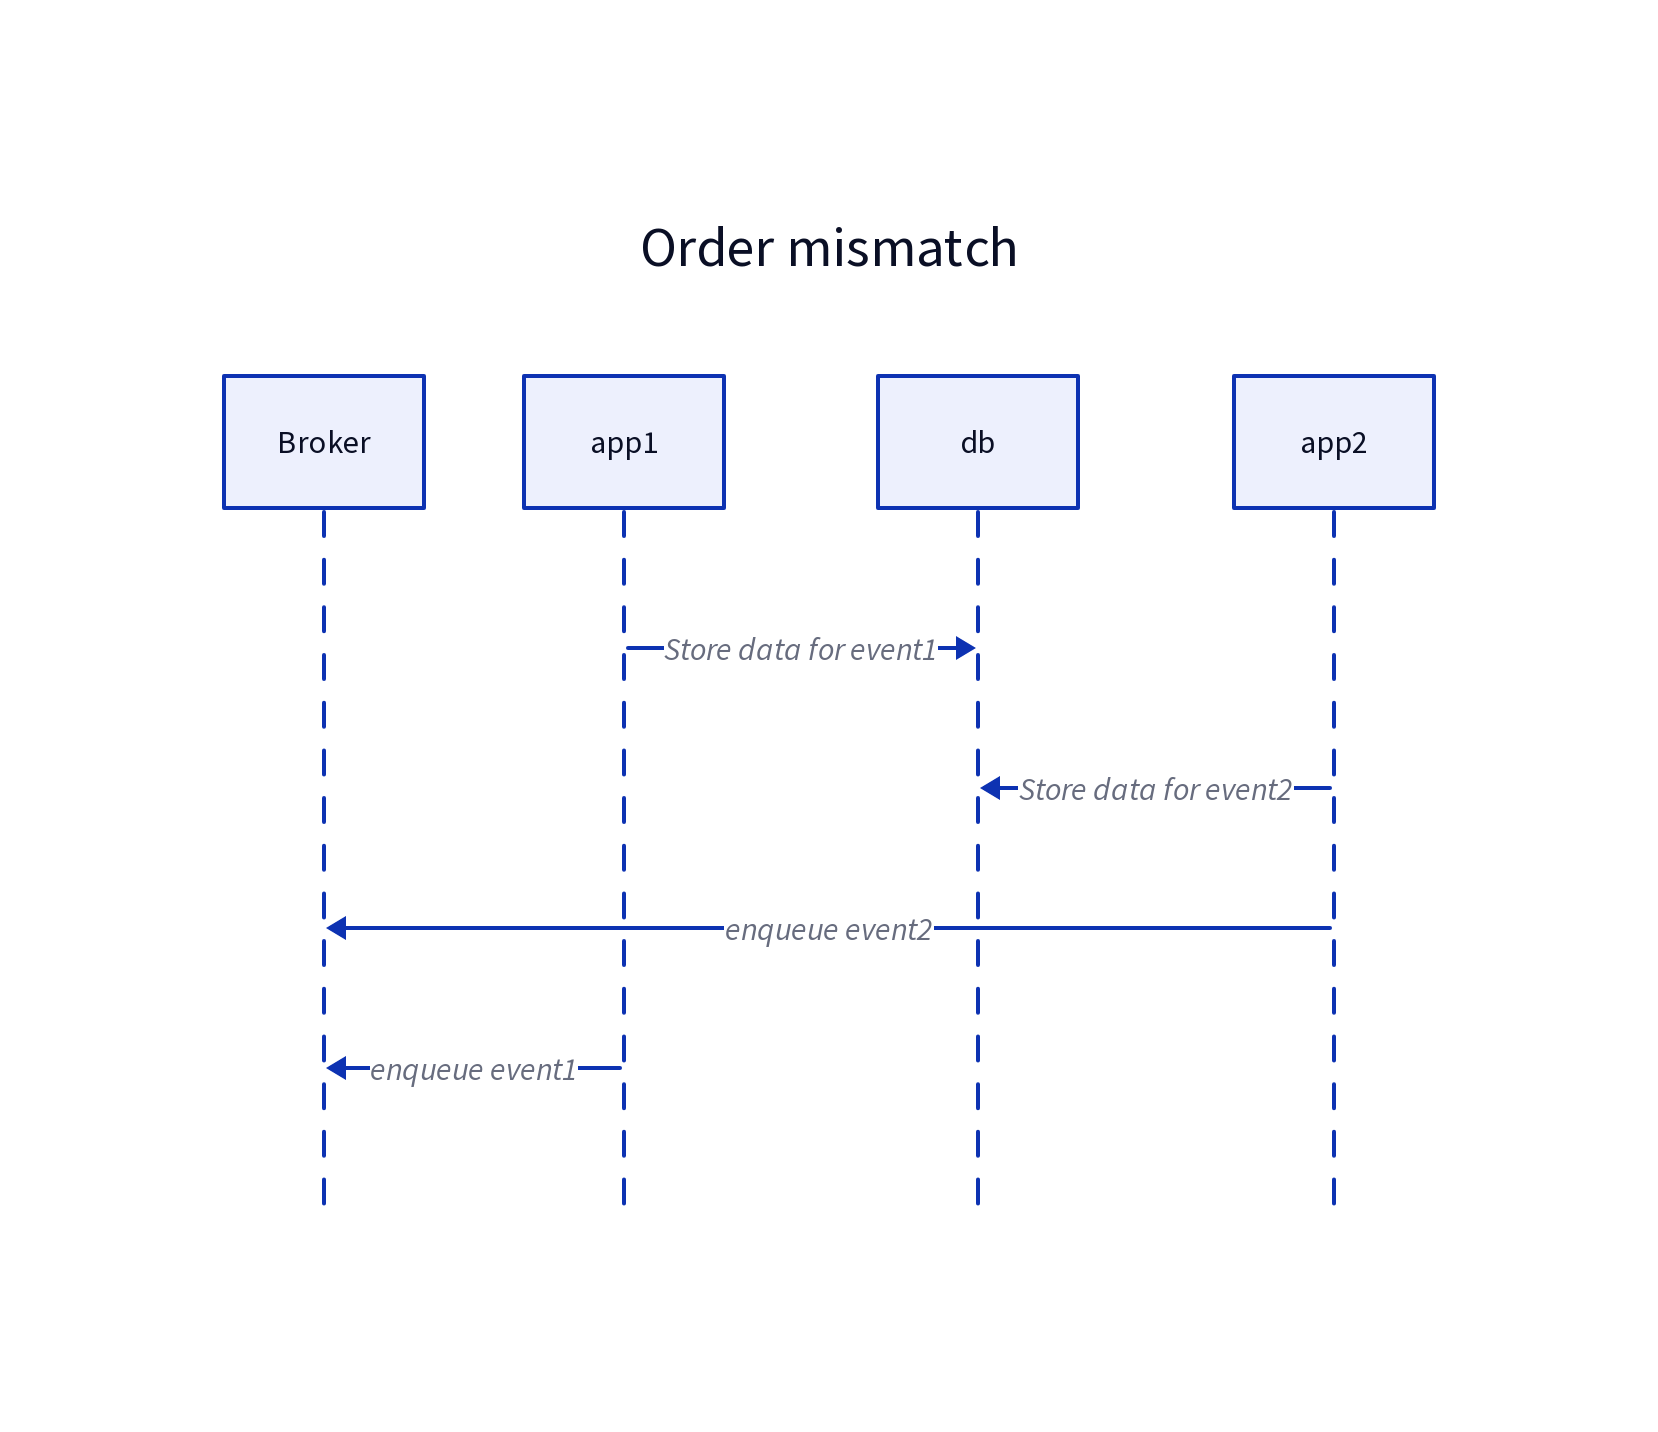 Order mismatch
Broker
app1
db
app2
Store data for event1
Store data for event2
enqueue event2
enqueue event1